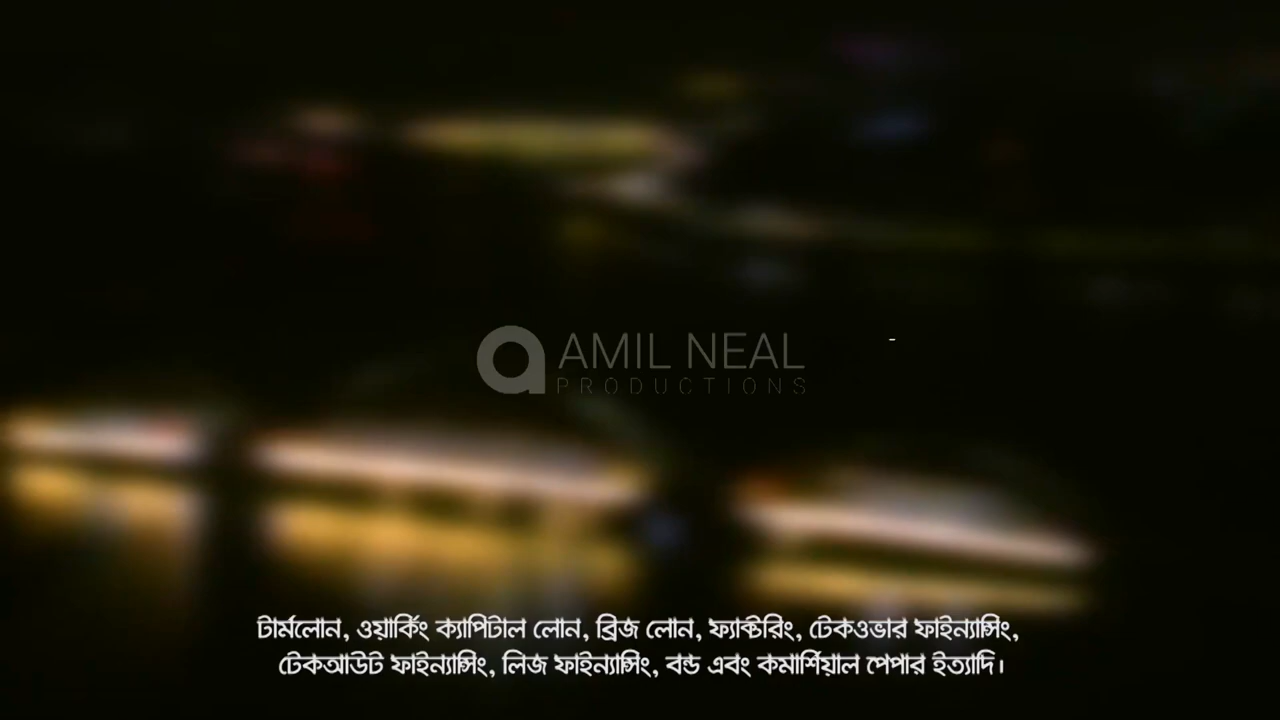 AMIL NEAL
PRODUCTIONS
টার্মলোন, ওয়ার্কিং ক্যাপিটাল লোন, ব্রিজ লোন, ফ্যাক্টরিং, টেকওভার ফাইন্যান্সিং,
টেকআউট ফাইন্যান্সিং, লিজ ফাইন্যান্সিং, বন্ড এবং কমার্শিয়াল পেপার ইত্যাদি।